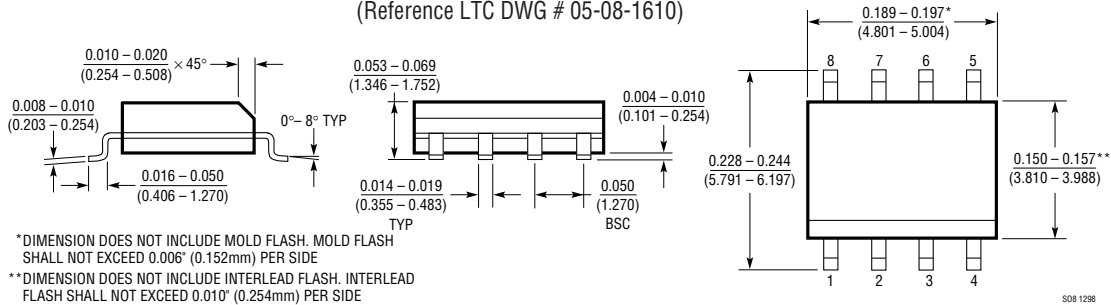 (Reference LTC DWG # 05-08-1610)
0.189 – 0.197*
(4.801 – 5.004)
8 7 6 5
0.010 – 0.020
(0.254 – 0.508)
× 45°
0.053 – 0.069
(1.346 – 1.752)
0.004 – 0.010
(0.101 – 0.254)
0.008 – 0.010
(0.203 – 0.254)
0°– 8° TYP
0.228 – 0.244
(5.791 – 6.197)
0.150 – 0.157**
(3.810 – 3.988)
0.016 – 0.050
(0.406 – 1.270)
0.014 – 0.019
(0.355 – 0.483)
TYP
0.050
(1.270)
BSC
1 2 3 4
*DIMENSION DOES NOT INCLUDE MOLD FLASH. MOLD FLASH
SHALL NOT EXCEED 0.006" (0.152mm) PER SIDE
**DIMENSION DOES NOT INCLUDE INTERLEAD FLASH. INTERLEAD
FLASH SHALL NOT EXCEED 0.010" (0.254mm) PER SIDE
SO8 1298